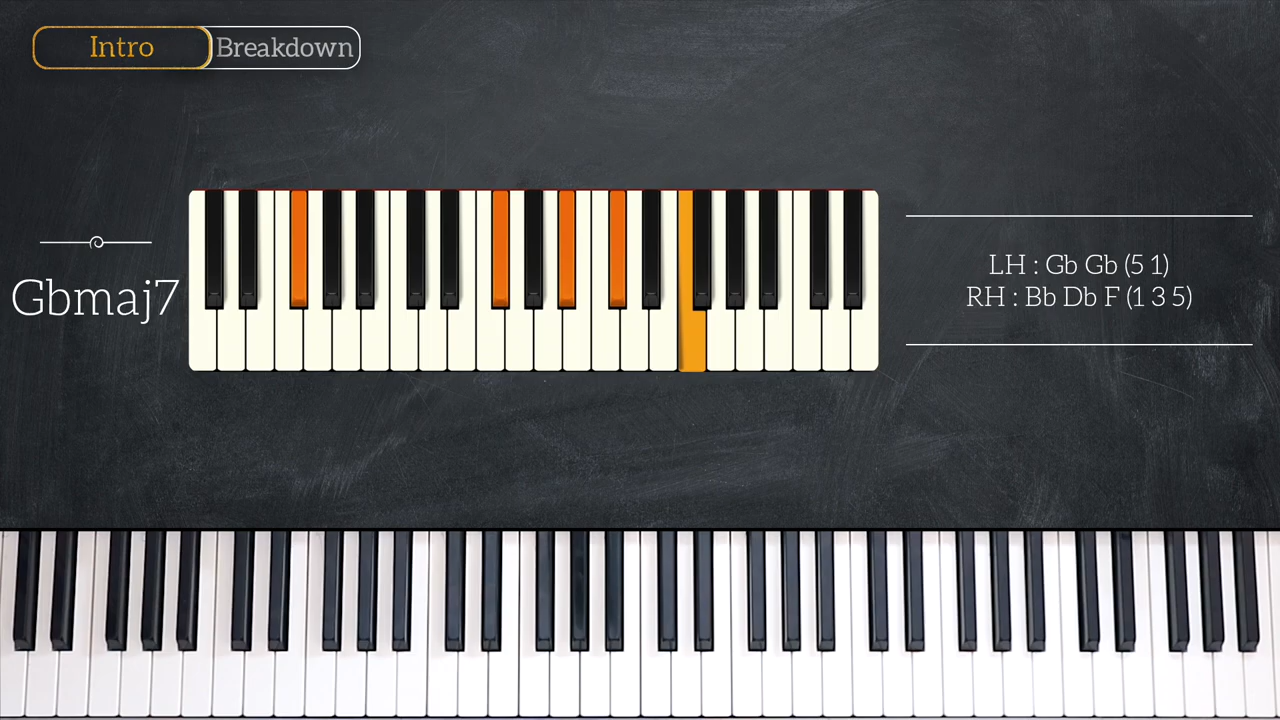 Intro
Breakdown
Gbmaj7
LH : Gb Gb (5 1)
RH : Bb Db F (1 3 5)